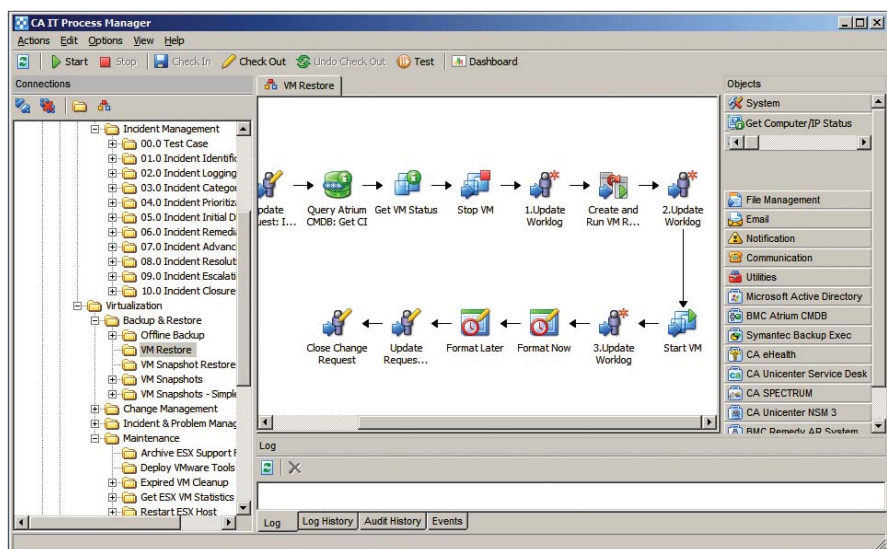 CA IT Process Manager
Actions Edit Options View Help
Start Stop Check In Check Out Undo Check Out Test Dashboard
Connections
Incident Management
00.0 Test Case
01.0 Incident Identific
02.0 Incident Logging
03.0 Incident Categor
04.0 Incident Prioritiza
05.0 Incident Initial D
06.0 Incident Remedi
07.0 Incident Advanc
08.0 Incident Resolut
09.0 Incident Escalati
10.0 Incident Closure
Virtualization
Backup & Restore
Offline Backup
VM Restore
VM Snapshot Restore
VM Snapshots
VM Snapshots - Simple
Change Management
Incident & Problem Manag
Maintenance
Archive ESX Support F
Deploy VMware Tools
Expired VM Cleanup
Get ESX VM Statistics
Restart ESX Host
VM Restore
pdate Query Atrium Get VM Status Stop VM 1.Update Create and 2.Update
uest: I... CMDB: Get CI Worklog Run VM R... Worklog
Close Change Update Format Later Format Now 3.Update Start VM
Request Reques... Worklog
Log
Log Log History Audit History Events
Objects
System
Get Computer/IP Status
File Management
Email
Notification
Communication
Utilities
Microsoft Active Directory
BMC Atrium CMDB
Symantec Backup Exec
CA eHealth
CA Unicenter Service Desk
CA SPECTRUM
CA Unicenter NSM 3
BMC Remedy AR System